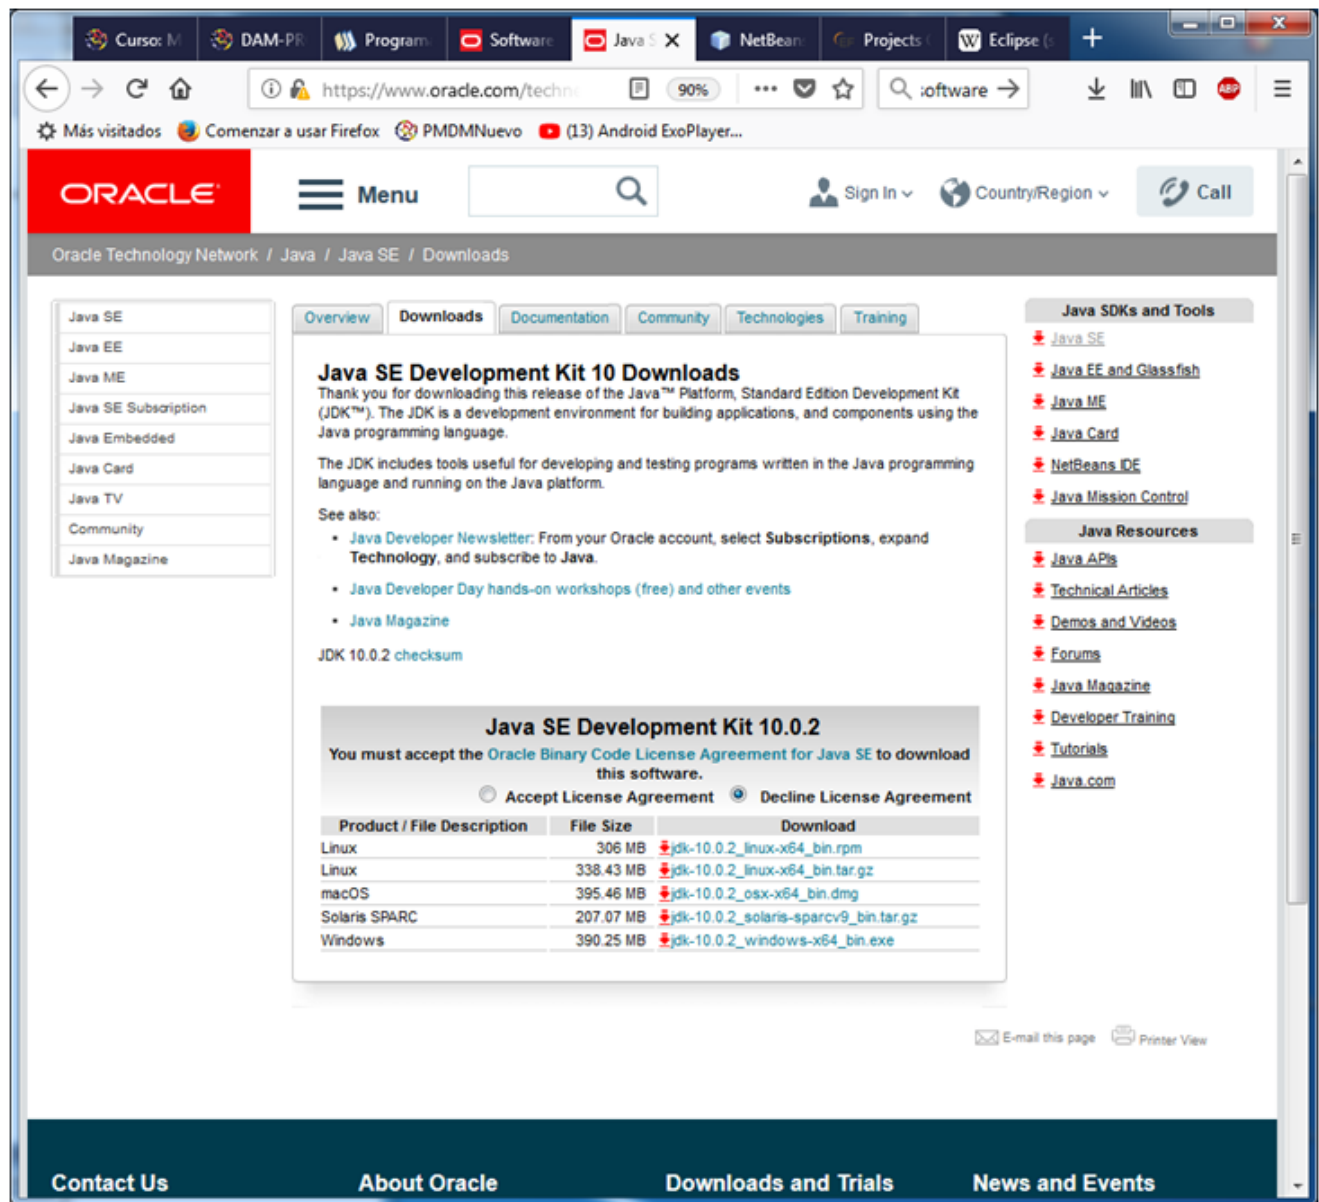 Curso: M
DAM-PR
Program
Software
Java S
NetBean
Projects
Eclipse (s
https://www.oracle.com/techn
90%
software
ABP
Más visitados
Comenzar a usar Firefox
PMDMNuevo
(13) Android ExoPlayer...
ORACLE
Menu
Sign In
Country/Region
Call
Oracle Technology Network / Java / Java SE / Downloads
Java SE
Java EE
Java ME
Java SE Subscription
Java Embedded
Java Card
Java TV
Community
Java Magazine
Overview
Downloads
Documentation
Community
Technologies
Training
Java SE Development Kit 10 Downloads
Thank you for downloading this release of the Java™ Platform, Standard Edition Development Kit
(JDK™). The JDK is a development environment for building applications, and components using the
Java programming language.
The JDK includes tools useful for developing and testing programs written in the Java programming
language and running on the Java platform.
See also:
• Java Developer Newsletter: From your Oracle account, select Subscriptions, expand
Technology, and subscribe to Java.
• Java Developer Day hands-on workshops (free) and other events
• Java Magazine
JDK 10.0.2 checksum
Java SE Development Kit 10.0.2
You must accept the Oracle Binary Code License Agreement for Java SE to download
this software.
Accept License Agreement Decline License Agreement
Product / File Description File Size Download
Linux 306 MB jdk-10.0.2_linux-x64_bin.rpm
Linux 338.43 MB jdk-10.0.2_linux-x64_bin.tar.gz
macOS 395.46 MB jdk-10.0.2_osx-x64_bin.dmg
Solaris SPARC 207.07 MB jdk-10.0.2_solaris-sparcv9_bin.tar.gz
Windows 390.25 MB jdk-10.0.2_windows-x64_bin.exe
Java SDKs and Tools
Java SE
Java EE and Glassfish
Java ME
Java Card
NetBeans IDE
Java Mission Control
Java Resources
Java APIs
Technical Articles
Demos and Videos
Forums
Java Magazine
Developer Training
Tutorials
Java.com
E-mail this page
Printer View
Contact Us
About Oracle
Downloads and Trials
News and Events